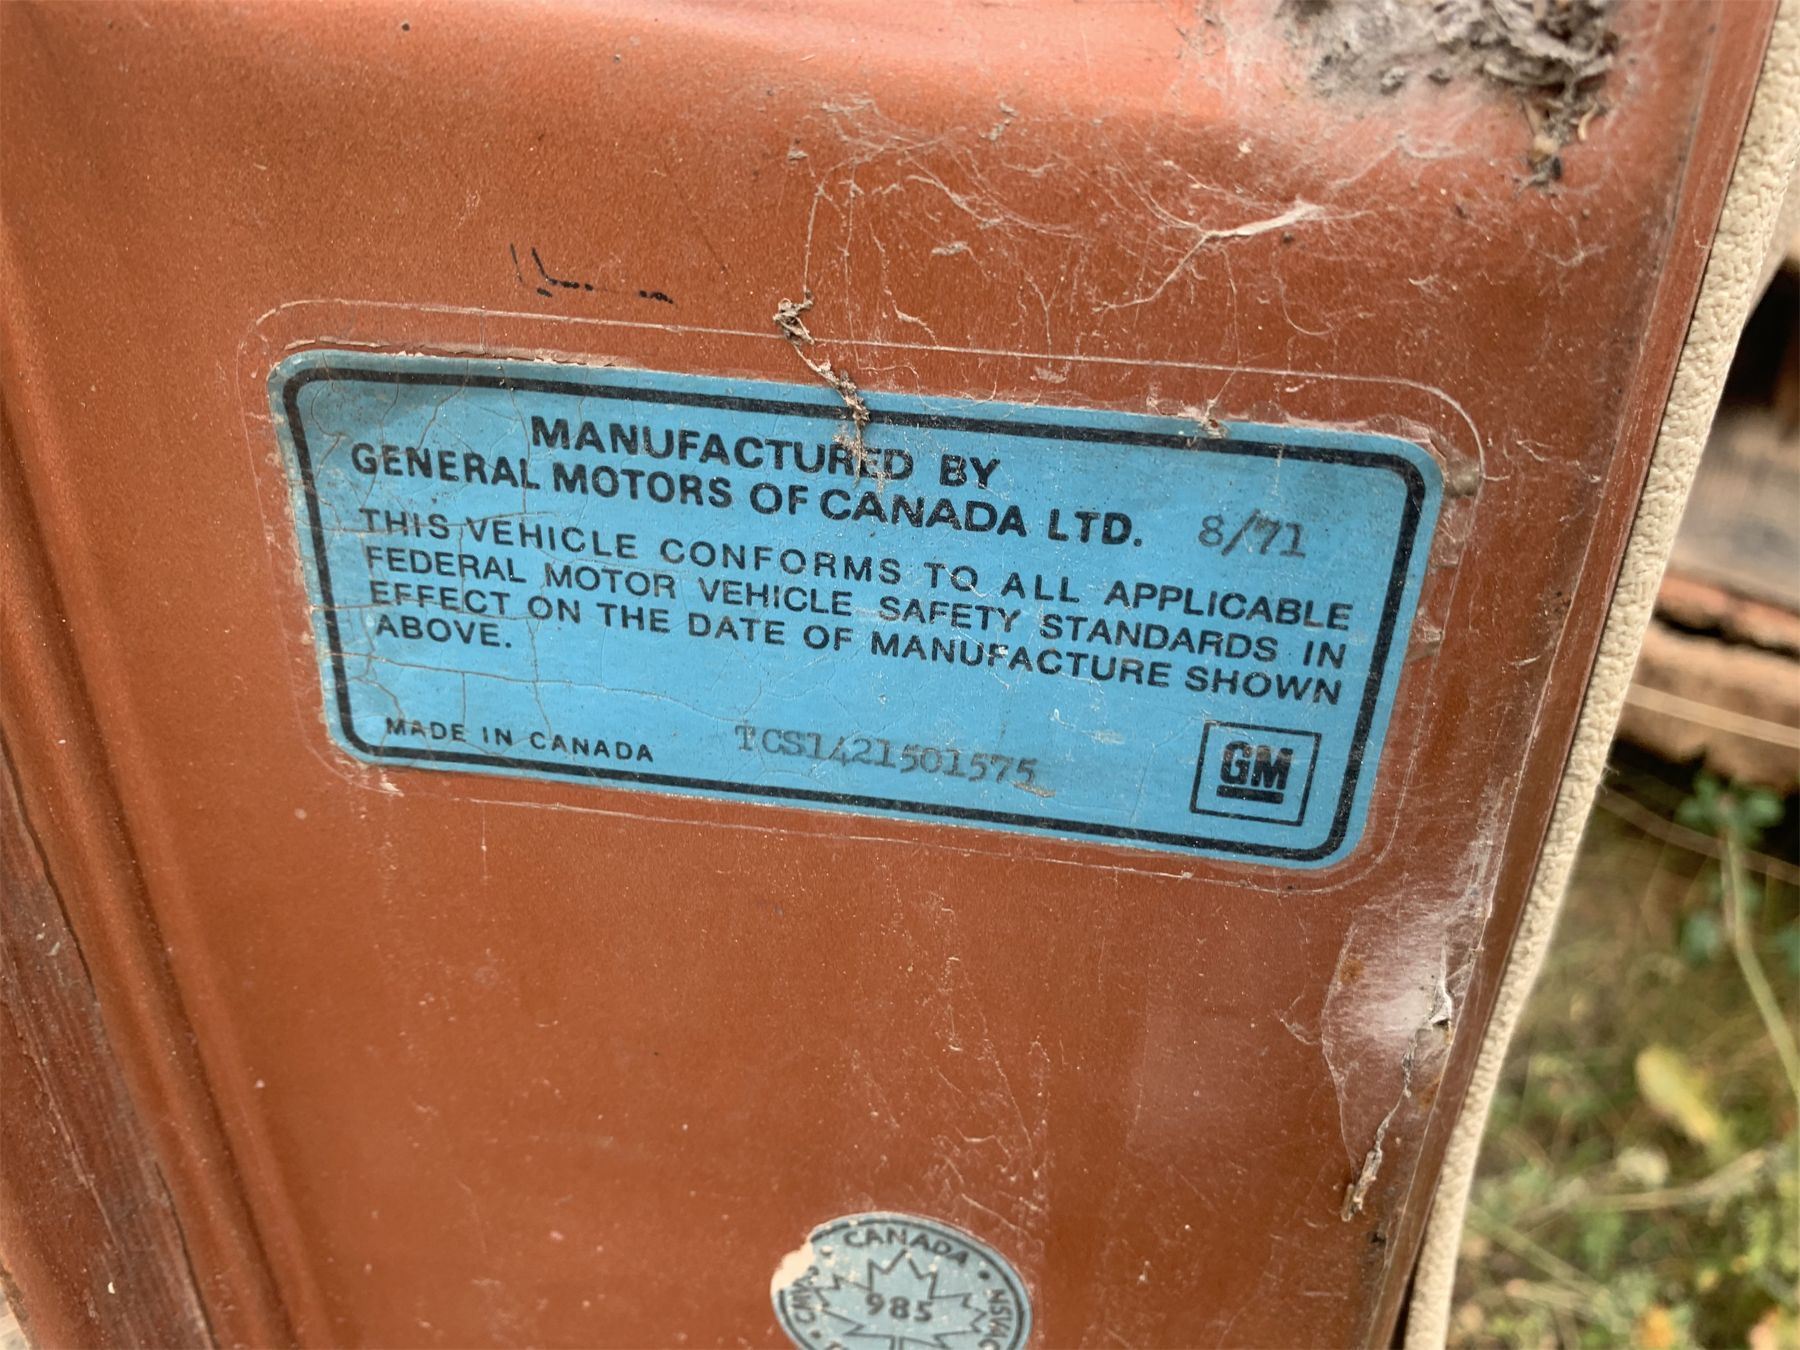 MANUFACTURED BY
GENERAL MOTORS OF CANADA LTD. 8/71
THIS VEHICLE CONFORMS TO ALL APPLICABLE
FEDERAL MOTOR VEHICLE SAFETY STANDARDS IN
EFFECT ON THE DATE OF MANUFACTURE SHOWN
ABOVE.
MADE IN CANADA TCS1421501575 GM
CANADA
985